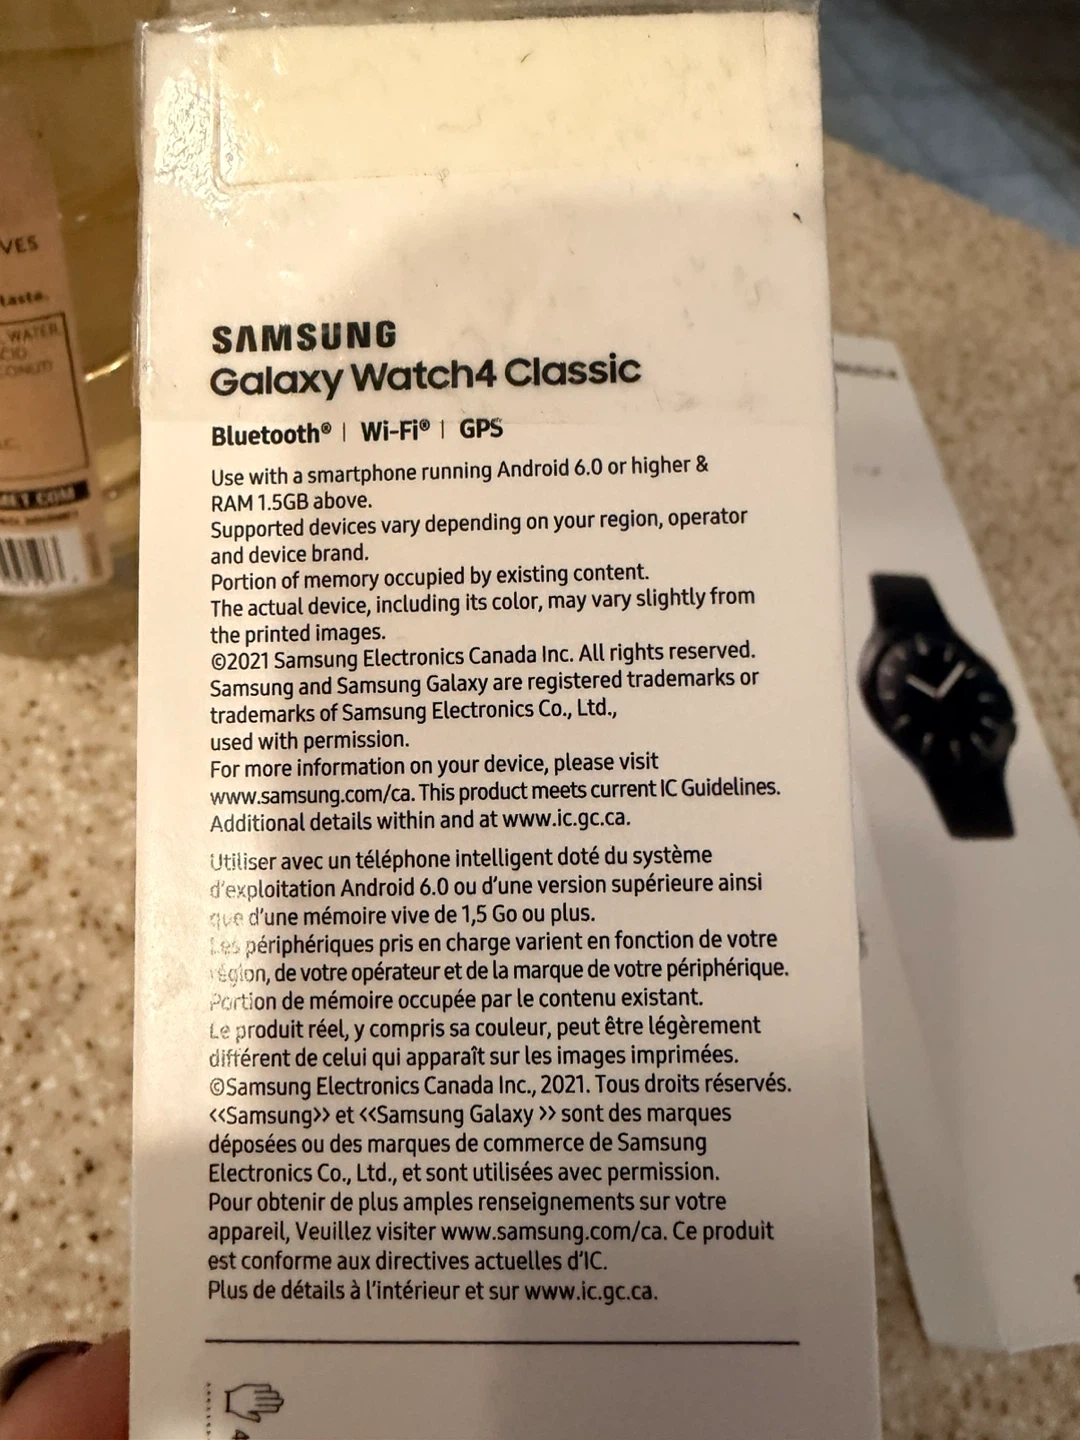 VES
taste.
WATER
SAMSUNG
Galaxy Watch4 Classic
Bluetooth® | Wi-Fi® | GPS
Use with a smartphone running Android 6.0 or higher &
RAM 1.5GB above.
Supported devices vary depending on your region, operator
and device brand.
Portion of memory occupied by existing content.
The actual device, including its color, may vary slightly from
the printed images.
©2021 Samsung Electronics Canada Inc. All rights reserved.
Samsung and Samsung Galaxy are registered trademarks or
trademarks of Samsung Electronics Co., Ltd.,
used with permission.
For more information on your device, please visit
www.samsung.com/ca. This product meets current IC Guidelines.
Additional details within and at www.ic.gc.ca.
Utiliser avec un téléphone intelligent doté du système
d'exploitation Android 6.0 ou d'une version supérieure ainsi
que d'une mémoire vive de 1,5 Go ou plus.
Les périphériques pris en charge varient en fonction de votre
région, de votre opérateur et de la marque de votre périphérique.
Portion de mémoire occupée par le contenu existant.
Le produit réel, y compris sa couleur, peut être légèrement
différent de celui qui apparaît sur les images imprimées.
©Samsung Electronics Canada Inc., 2021. Tous droits réservés.
<<Samsung>> et <<Samsung Galaxy >> sont des marques
déposées ou des marques de commerce de Samsung
Electronics Co., Ltd., et sont utilisées avec permission.
Pour obtenir de plus amples renseignements sur votre
appareil, Veuillez visiter www.samsung.com/ca. Ce produit
est conforme aux directives actuelles d'IC.
Plus de détails à l'intérieur et sur www.ic.gc.ca.